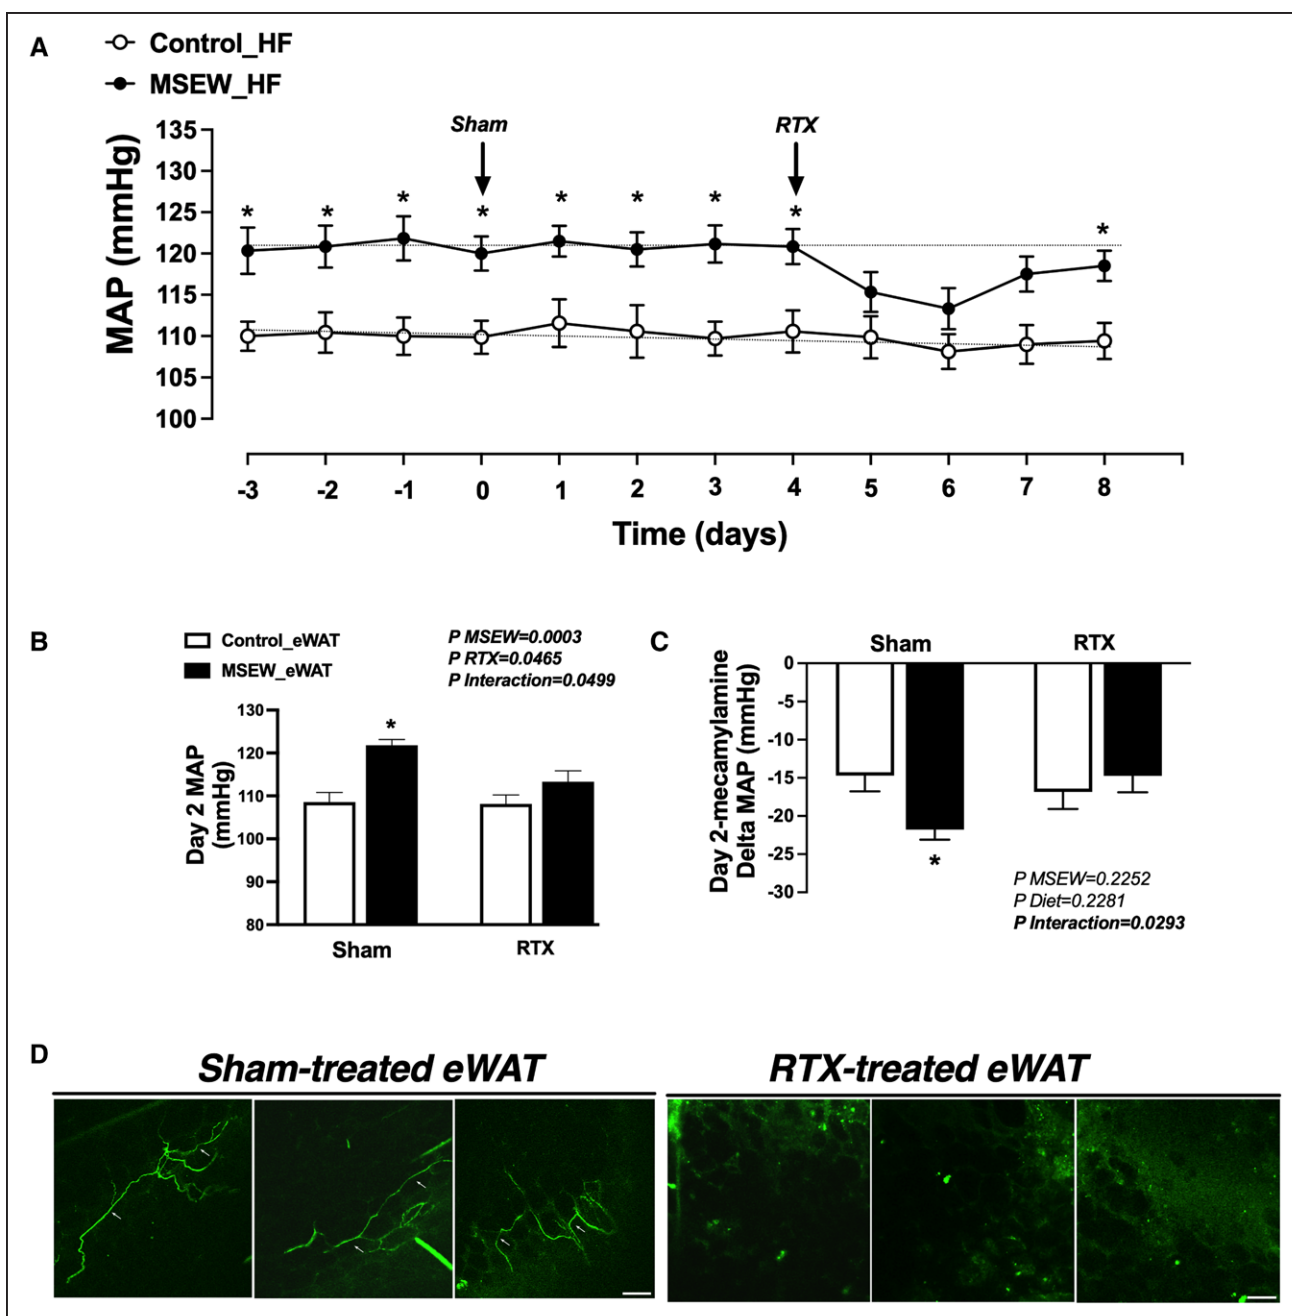 A
Control_HF
MSEW_HF
Sham
RTX
MAP (mmHg)
135
130
125
120
115
110
105
100
* * * * * * * * *
-3 -2 -1 0 1 2 3 4 5 6 7 8
Time (days)
B
Control_eWAT
MSEW_eWAT
P MSEW=0.0003
P RTX=0.0465
P Interaction=0.0499
Day 2 MAP
(mmHg)
130
120
110
100
90
80
*
Sham RTX
C
Sham RTX
Day 2-mecamylamine
Delta MAP (mmHg)
0
-5
-10
-15
-20
-25
-30
*
P MSEW=0.2252
P Diet=0.2281
P Interaction=0.0293
D
Sham-treated eWAT
RTX-treated eWAT